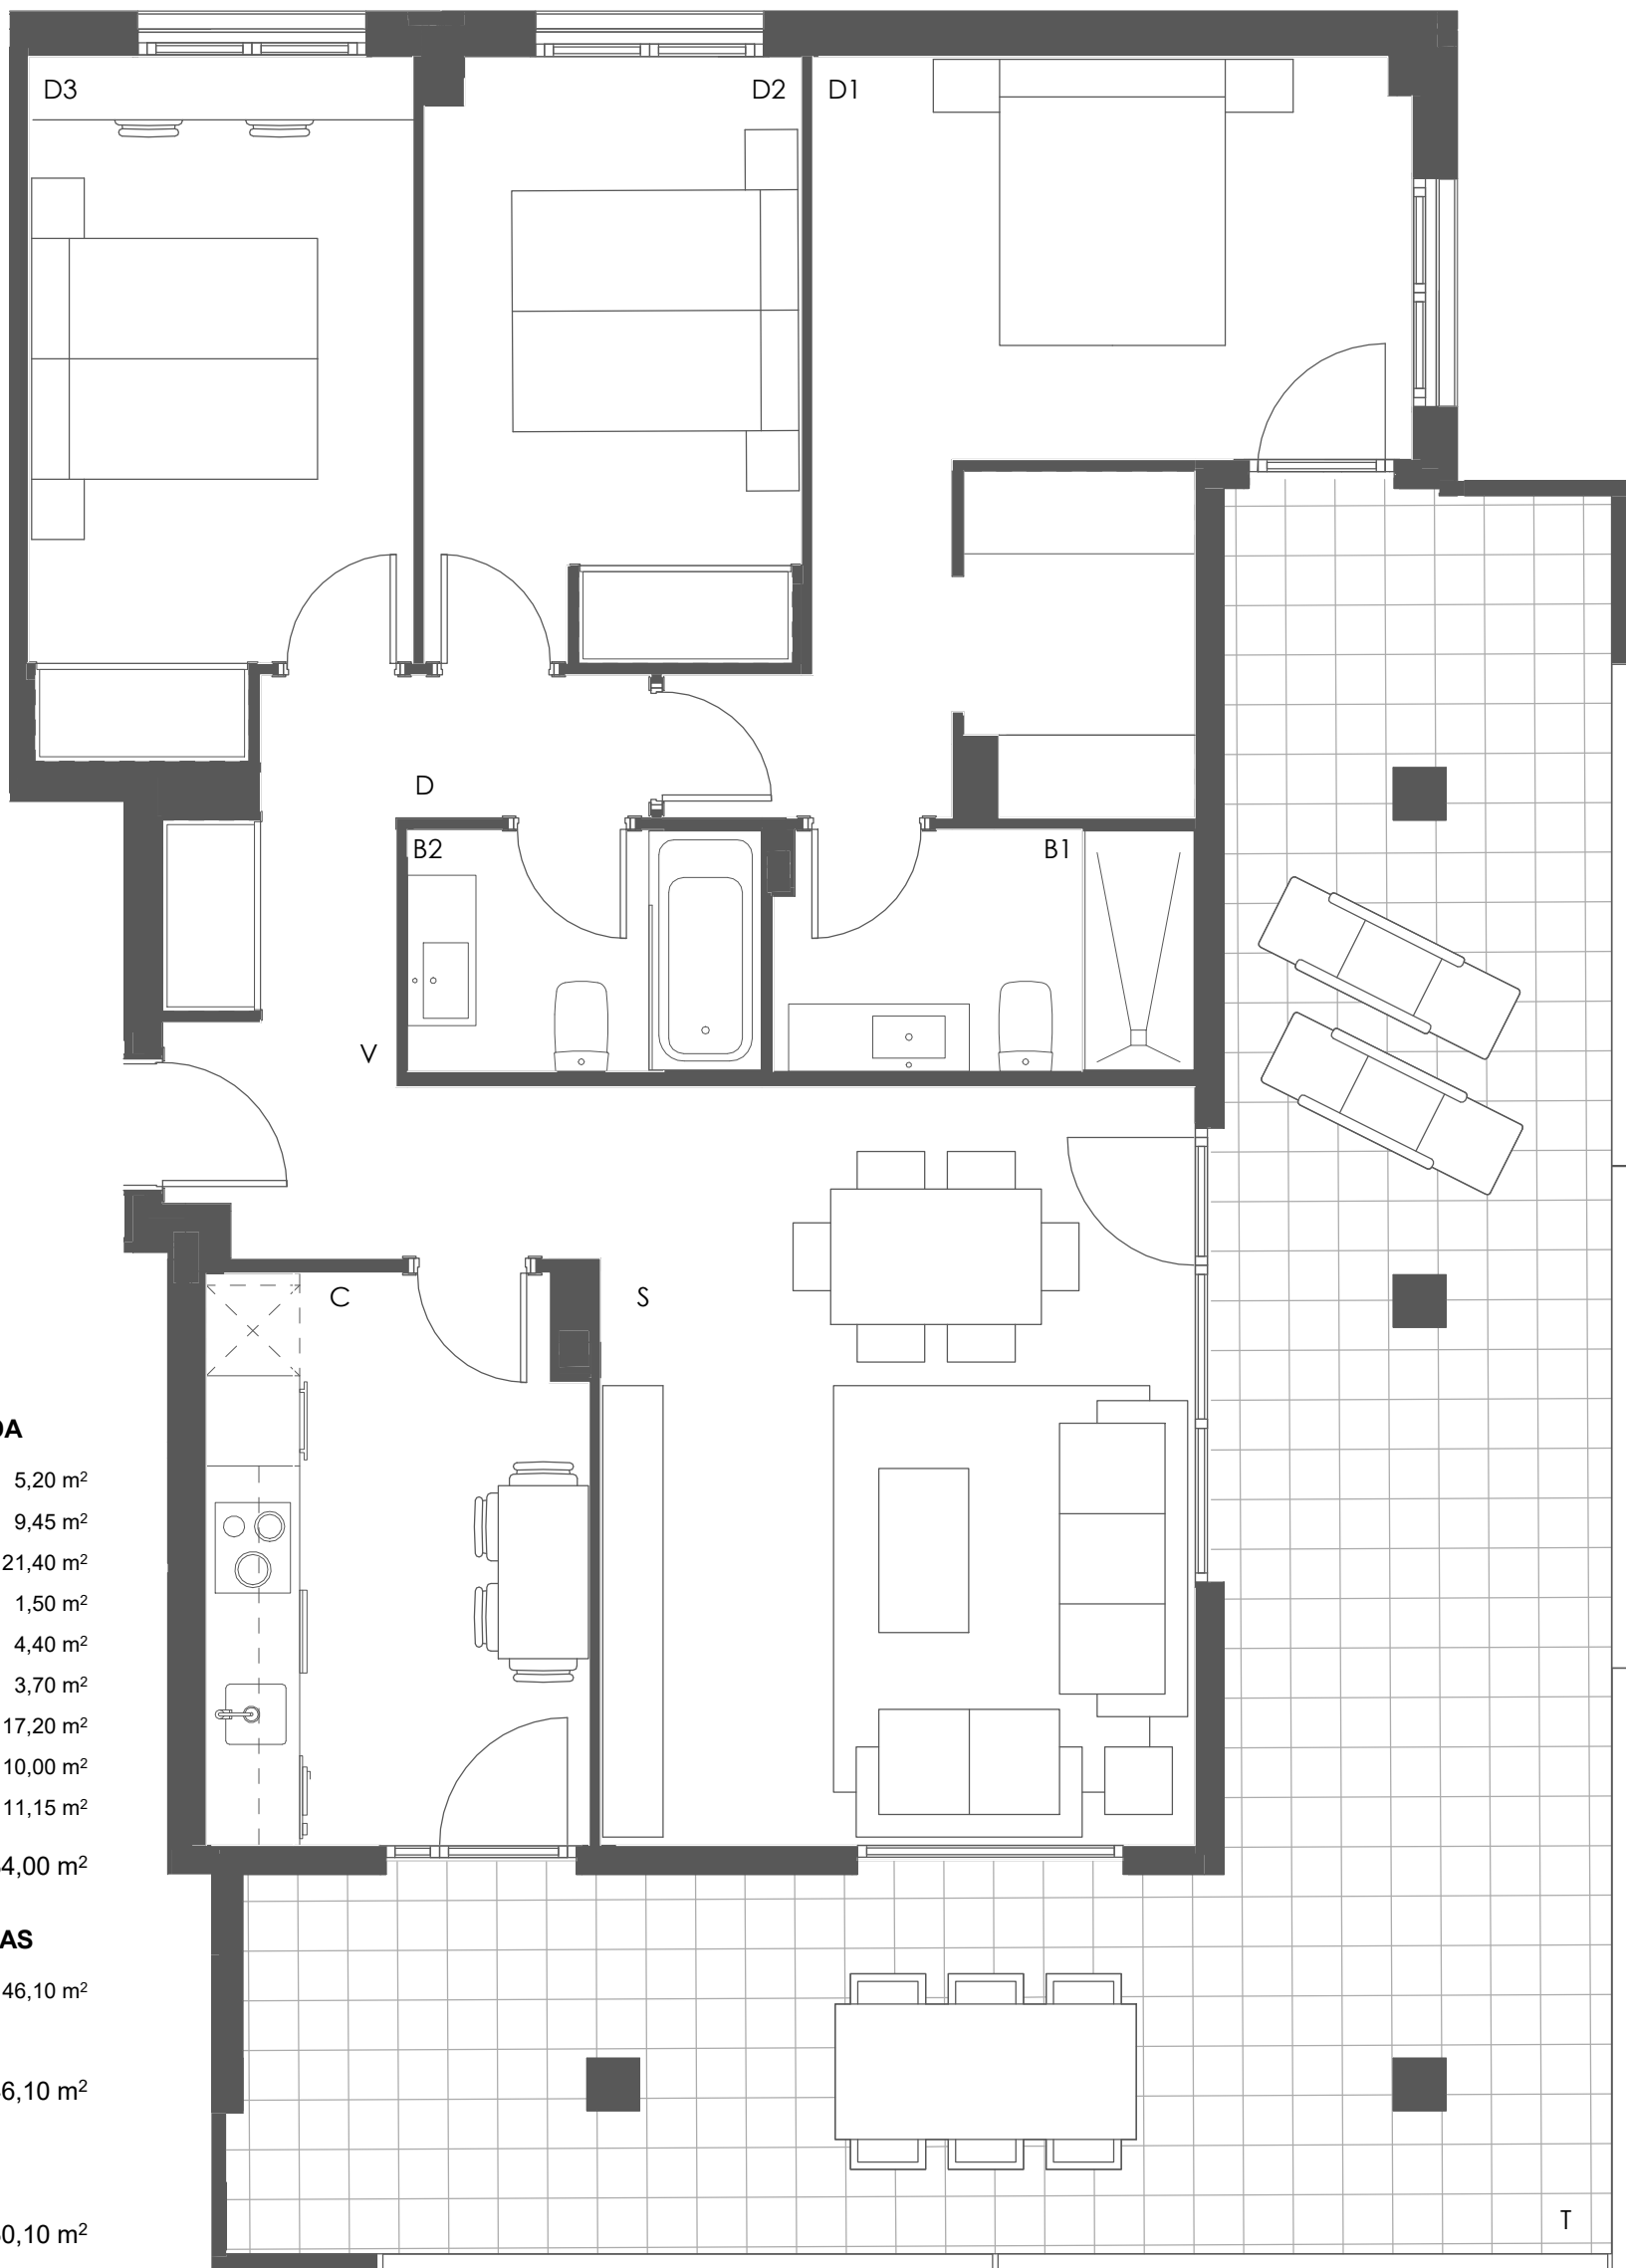 D3
D2
D1
D
B2
B1
V
C
S
DA
5,20 m²
9,45 m²
21,40 m²
1,50 m²
4,40 m²
3,70 m²
17,20 m²
10,00 m²
11,15 m²
4,00 m²
AS
46,10 m²
6,10 m²
0,10 m²
T